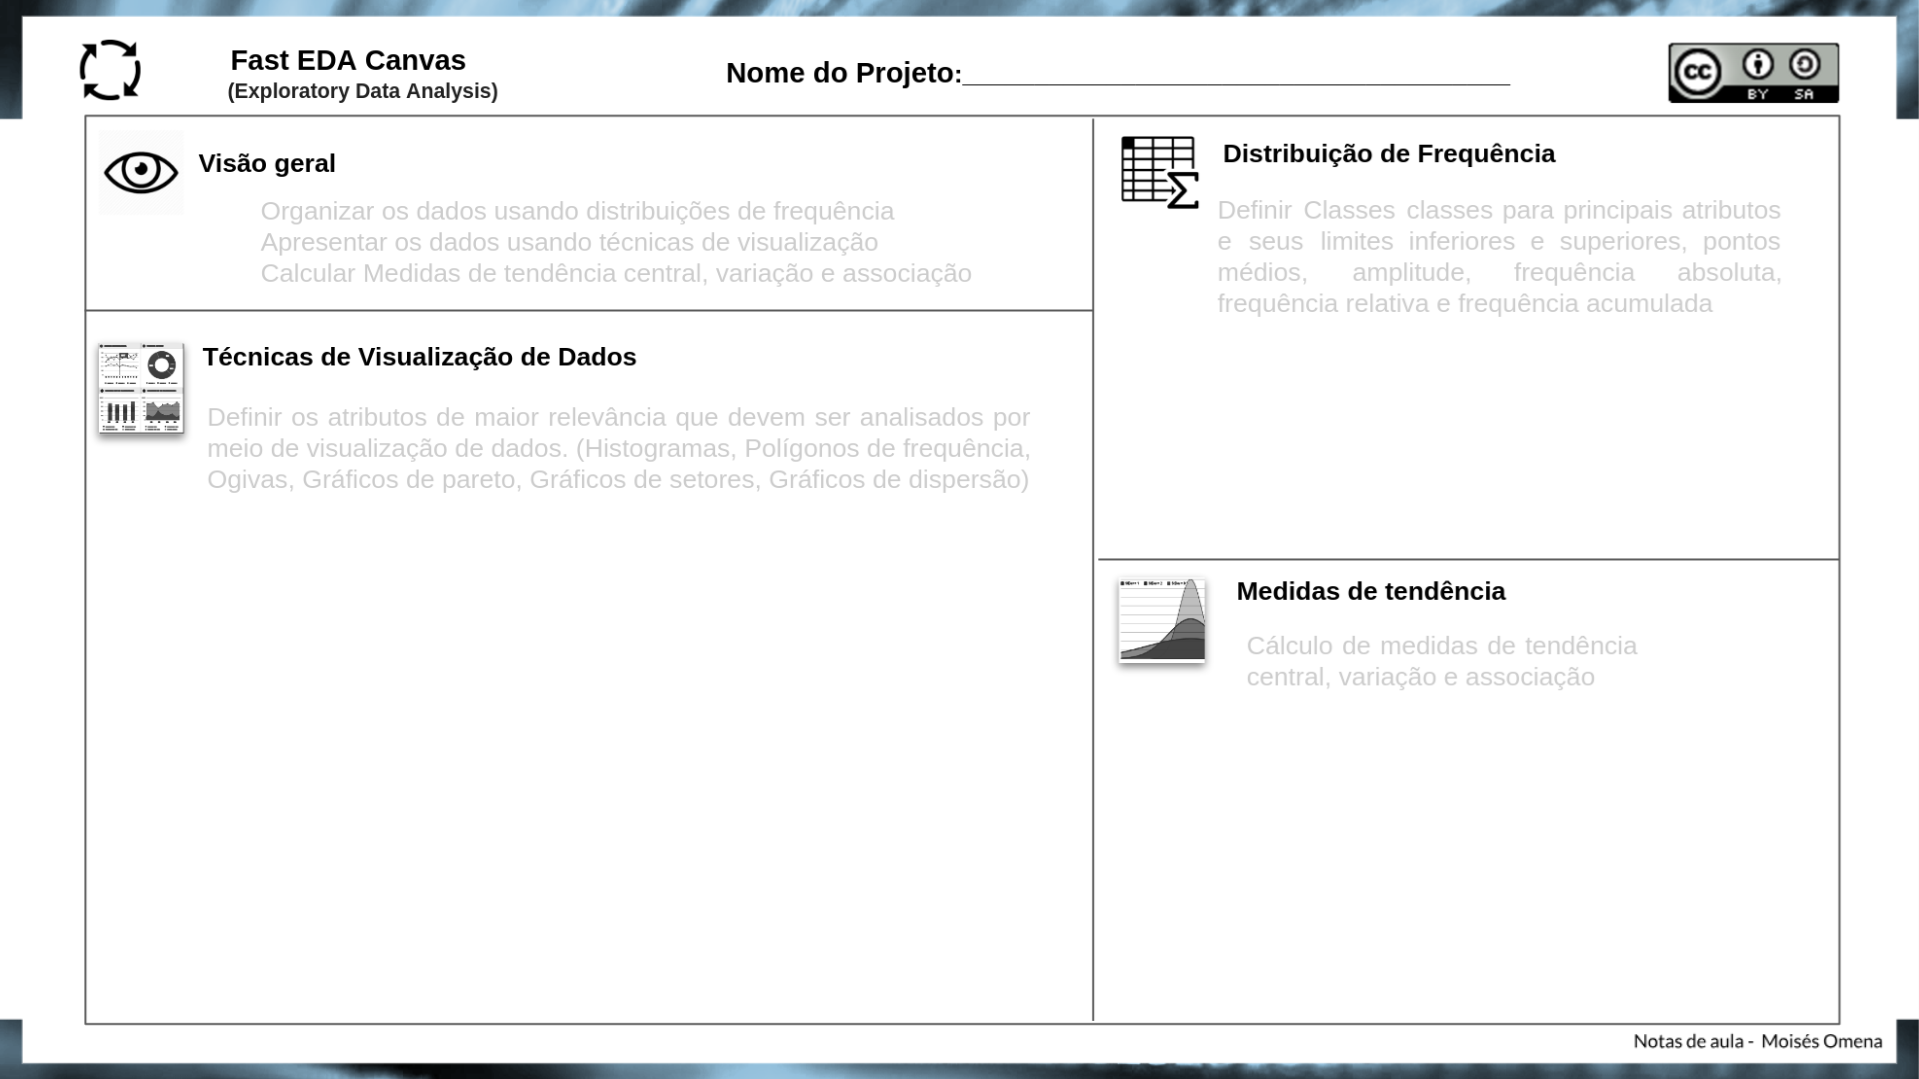 Fast EDA Canvas
(Exploratory Data Analysis)
Nome do Projeto:___________________________________
cc
BY SA
Visão geral
Organizar os dados usando distribuições de frequência
Apresentar os dados usando técnicas de visualização
Calcular Medidas de tendência central, variação e associação
Técnicas de Visualização de Dados
Definir os atributos de maior relevância que devem ser analisados por
meio de visualização de dados. (Histogramas, Polígonos de frequência,
Ogivas, Gráficos de pareto, Gráficos de setores, Gráficos de dispersão)
Distribuição de Frequência
Definir Classes classes para principais atributos
e seus limites inferiores e superiores, pontos
médios, amplitude, frequência absoluta,
frequência relativa e frequência acumulada
Medidas de tendência
Cálculo de medidas de tendência
central, variação e associação
Notas de aula - Moisés Omena